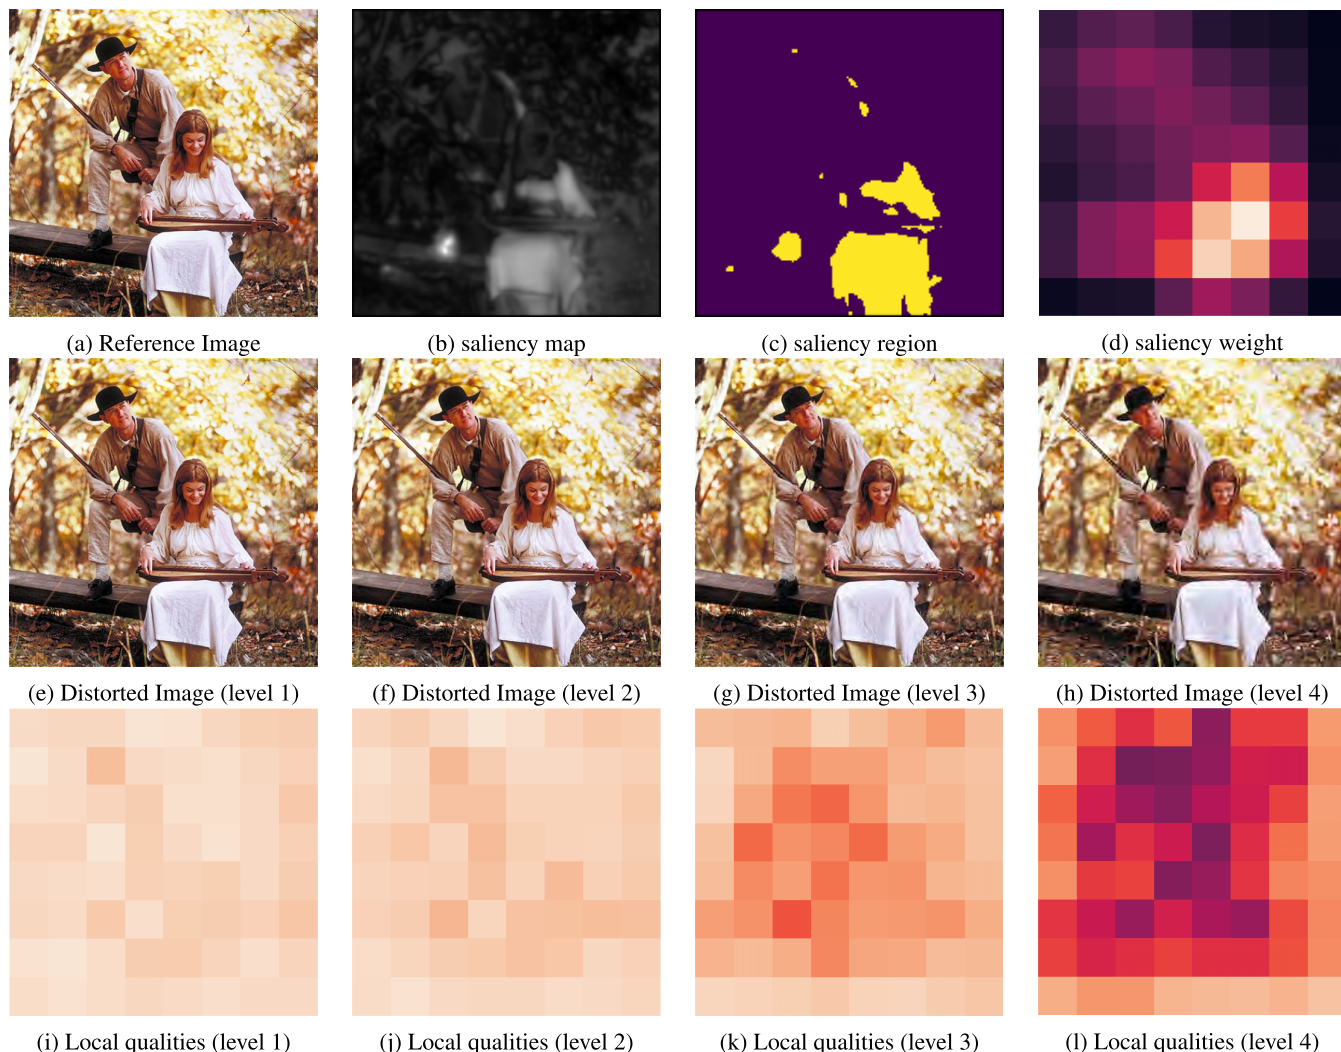 (a) Reference Image
(b) saliency map
(c) saliency region
(d) saliency weight
(e) Distorted Image (level 1)
(f) Distorted Image (level 2)
(g) Distorted Image (level 3)
(h) Distorted Image (level 4)
(i) Local qualities (level 1)
(j) Local qualities (level 2)
(k) Local qualities (level 3)
(l) Local qualities (level 4)